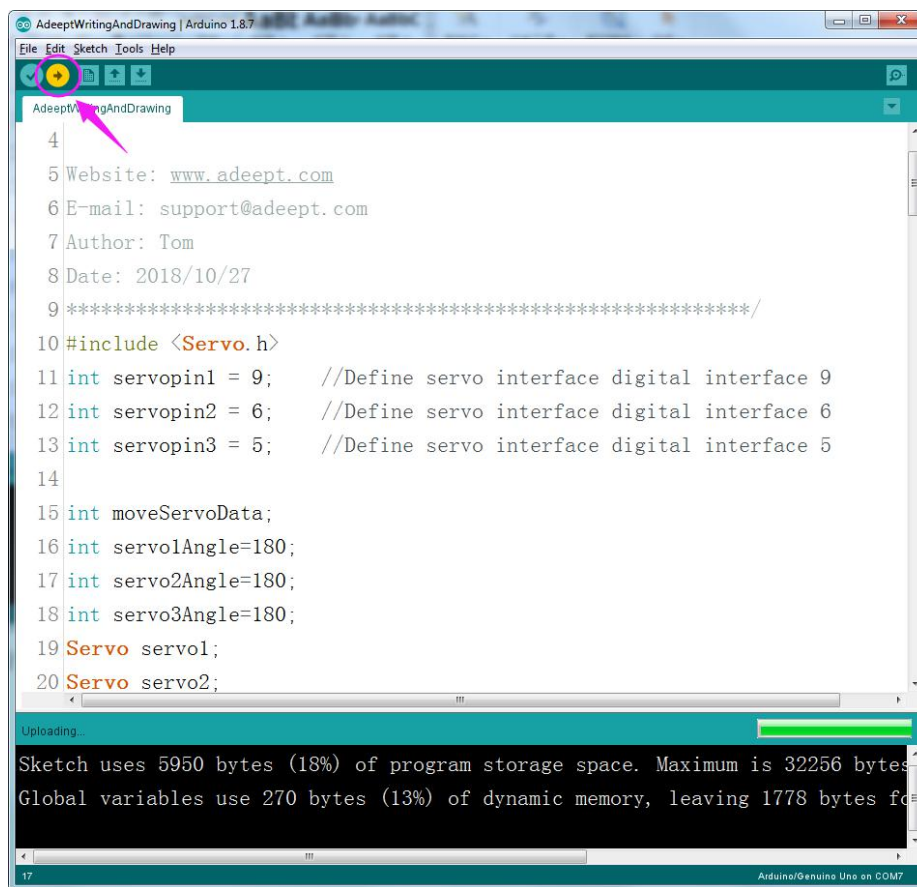 AdeeptWritingAndDrawing | Arduino 1.8.7
File Edit Sketch Tools Help
AdeeptWritingAndDrawing
4
5 Website: www.adeept.com
6 E-mail: support@adeept.com
7 Author: Tom
8 Date: 2018/10/27
9 ***********************************************************/
10 #include <Servo.h>
11 int servopin1 = 9;    //Define servo interface digital interface 9
12 int servopin2 = 6;    //Define servo interface digital interface 6
13 int servopin3 = 5;    //Define servo interface digital interface 5
14
15 int moveServoData;
16 int servo1Angle=180;
17 int servo2Angle=180;
18 int servo3Angle=180;
19 Servo servo1;
20 Servo servo2;
Uploading...
Sketch uses 5950 bytes (18%) of program storage space. Maximum is 32256 bytes
Global variables use 270 bytes (13%) of dynamic memory, leaving 1778 bytes fo
17 Arduino/Genuino Uno on COM7